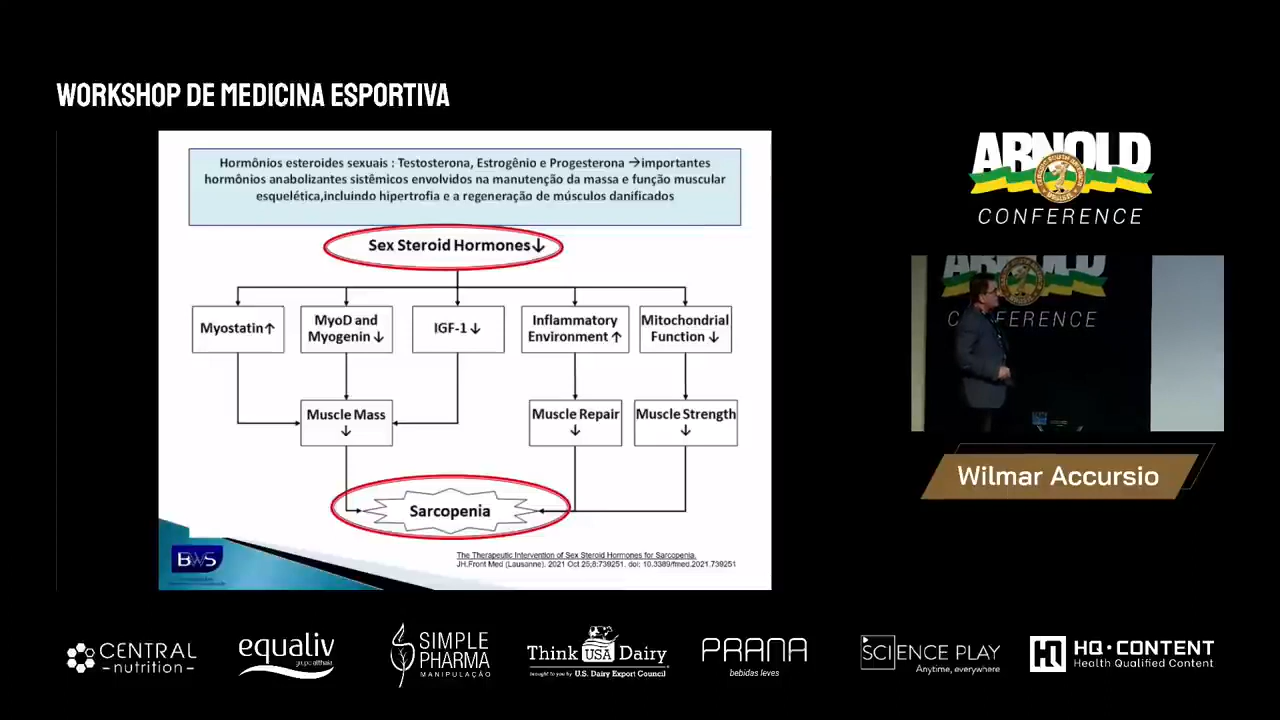 WORKSHOP DE MEDICINA ESPORTIVA
Hormônios esteroides sexuais : Testosterona, Estrogênio e Progesterona →importantes
hormônios anabolizantes sistêmicos envolvidos na manutenção da massa e função muscular
esquelética,incluindo hipertrofia e a regeneração de músculos danificados
Sex Steroid Hormones↓
Myostatin↑
MyoD and
Myogenin ↓
IGF-1 ↓
Inflammatory
Environment ↑
Mitochondrial
Function ↓
Muscle Mass
↓
Muscle Repair
↓
Muscle Strength
↓
Sarcopenia
The Therapeutic Intervention of Sex Steroid Hormones for Sarcopenia.
JH.Front Med (Lausanne). 2021 Oct 25;8:739251. doi: 10.3389/fmed.2021.739251
BWS
ARNOLD
CONFERENCE
ARNOLD
CONFERENCE
Wilmar Accursio
CENTRAL
nutrition
equaliv
grupo althaia
SIMPLE
PHARMA
MANIPULAÇÃO
Think USA Dairy
brought to you by U.S. Dairy Export Council
PRANA
bebidas leves
SCIENCE PLAY
Anytime, everywhere
HQ·CONTENT
Health Qualified Content